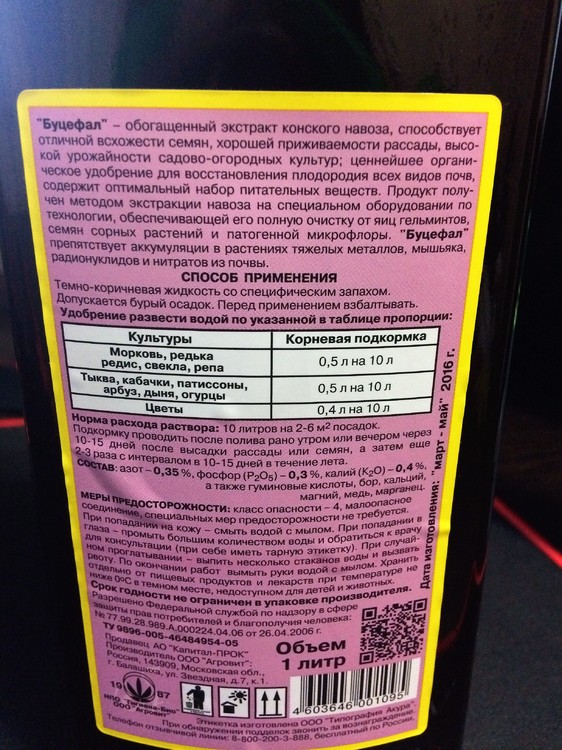 "Буцефал" – обогащенный экстракт конского навоза, способствует
отличной всхожести семян, хорошей приживаемости рассады, высо-
кой урожайности садово-огородных культур; ценнейшее органи-
ческое удобрение для восстановления плодородия всех видов почв,
содержит оптимальный набор питательных веществ. Продукт полу-
чен методом экстракции навоза на специальном оборудовании по
технологии, обеспечивающей его полную очистку от яиц гельминтов,
семян сорных растений и патогенной микрофлоры. "Буцефал"
препятствует аккумуляции в растениях тяжелых металлов, мышьяка,
радионуклидов и нитратов из почвы.
СПОСОБ ПРИМЕНЕНИЯ
Темно-коричневая жидкость со специфическим запахом.
Допускается бурый осадок. Перед применением взбалтывать.
Удобрение развести водой по указанной в таблице пропорции:
Культуры Корневая подкормка
Морковь, редька
редис, свекла, репа 0,5 л на 10 л
Тыква, кабачки, патиссоны,
арбуз, дыня, огурцы 0,5 л на 10 л
Цветы 0,4 л на 10 л
Норма расхода раствора: 10 литров на 2-6 м² посадок.
Подкормку проводить после полива рано утром или вечером через
10-15 дней после высадки рассады или семян, а затем еще
2-3 раза с интервалом в 10-15 дней в течение лета.
СОСТАВ: азот – 0,35 %, фосфор (P₂O₅) – 0,3 %, калий (K₂O) – 0,4 %,
а также гуминовые кислоты, бор, кальций,
магний, медь, марганец.
МЕРЫ ПРЕДОСТОРОЖНОСТИ: класс опасности – 4, малоопасное
соединение, специальных мер предосторожности не требуется.
При попадании на кожу – смыть водой с мылом. При попадании в
глаза – промыть большим количеством воды и обратиться к врачу
для консультации (при себе иметь тарную этикетку). При случай-
ном проглатывании – выпить несколько стаканов воды и вызвать
рвоту. По окончании работ вымыть руки водой с мылом. Хранить
отдельно от пищевых продуктов и лекарств при температуре не
ниже 0ºС в темном месте, недоступном для детей и животных.
Срок годности не ограничен в упаковке производителя.
Разрешено Федеральной службой по надзору в сфере
защиты прав потребителей и благополучия человека:
№ 77.99.28.989.А.000224.04.06 от 26.04.2006 г.
ТУ 9896-005-46484954-05
Продавец АО "Капитал-ПРОК"
Производитель ООО "Агровит":
Россия, 143909, Московская обл.,
г. Балашиха, ул. Звездная, д.7, к.1.
Объем
1 литр
Дата изготовления: "март - май" 2016 г.
19 87
НПО "Гигиена-Био"
ООО "Агровит"
4 603646 001095
Этикетка изготовлена ООО "Типография Акура"
При обнаружении подделок звонить за вознаграждение.
Телефон отзывчивой линии: 8-800-200-3-888, бесплатный по России.